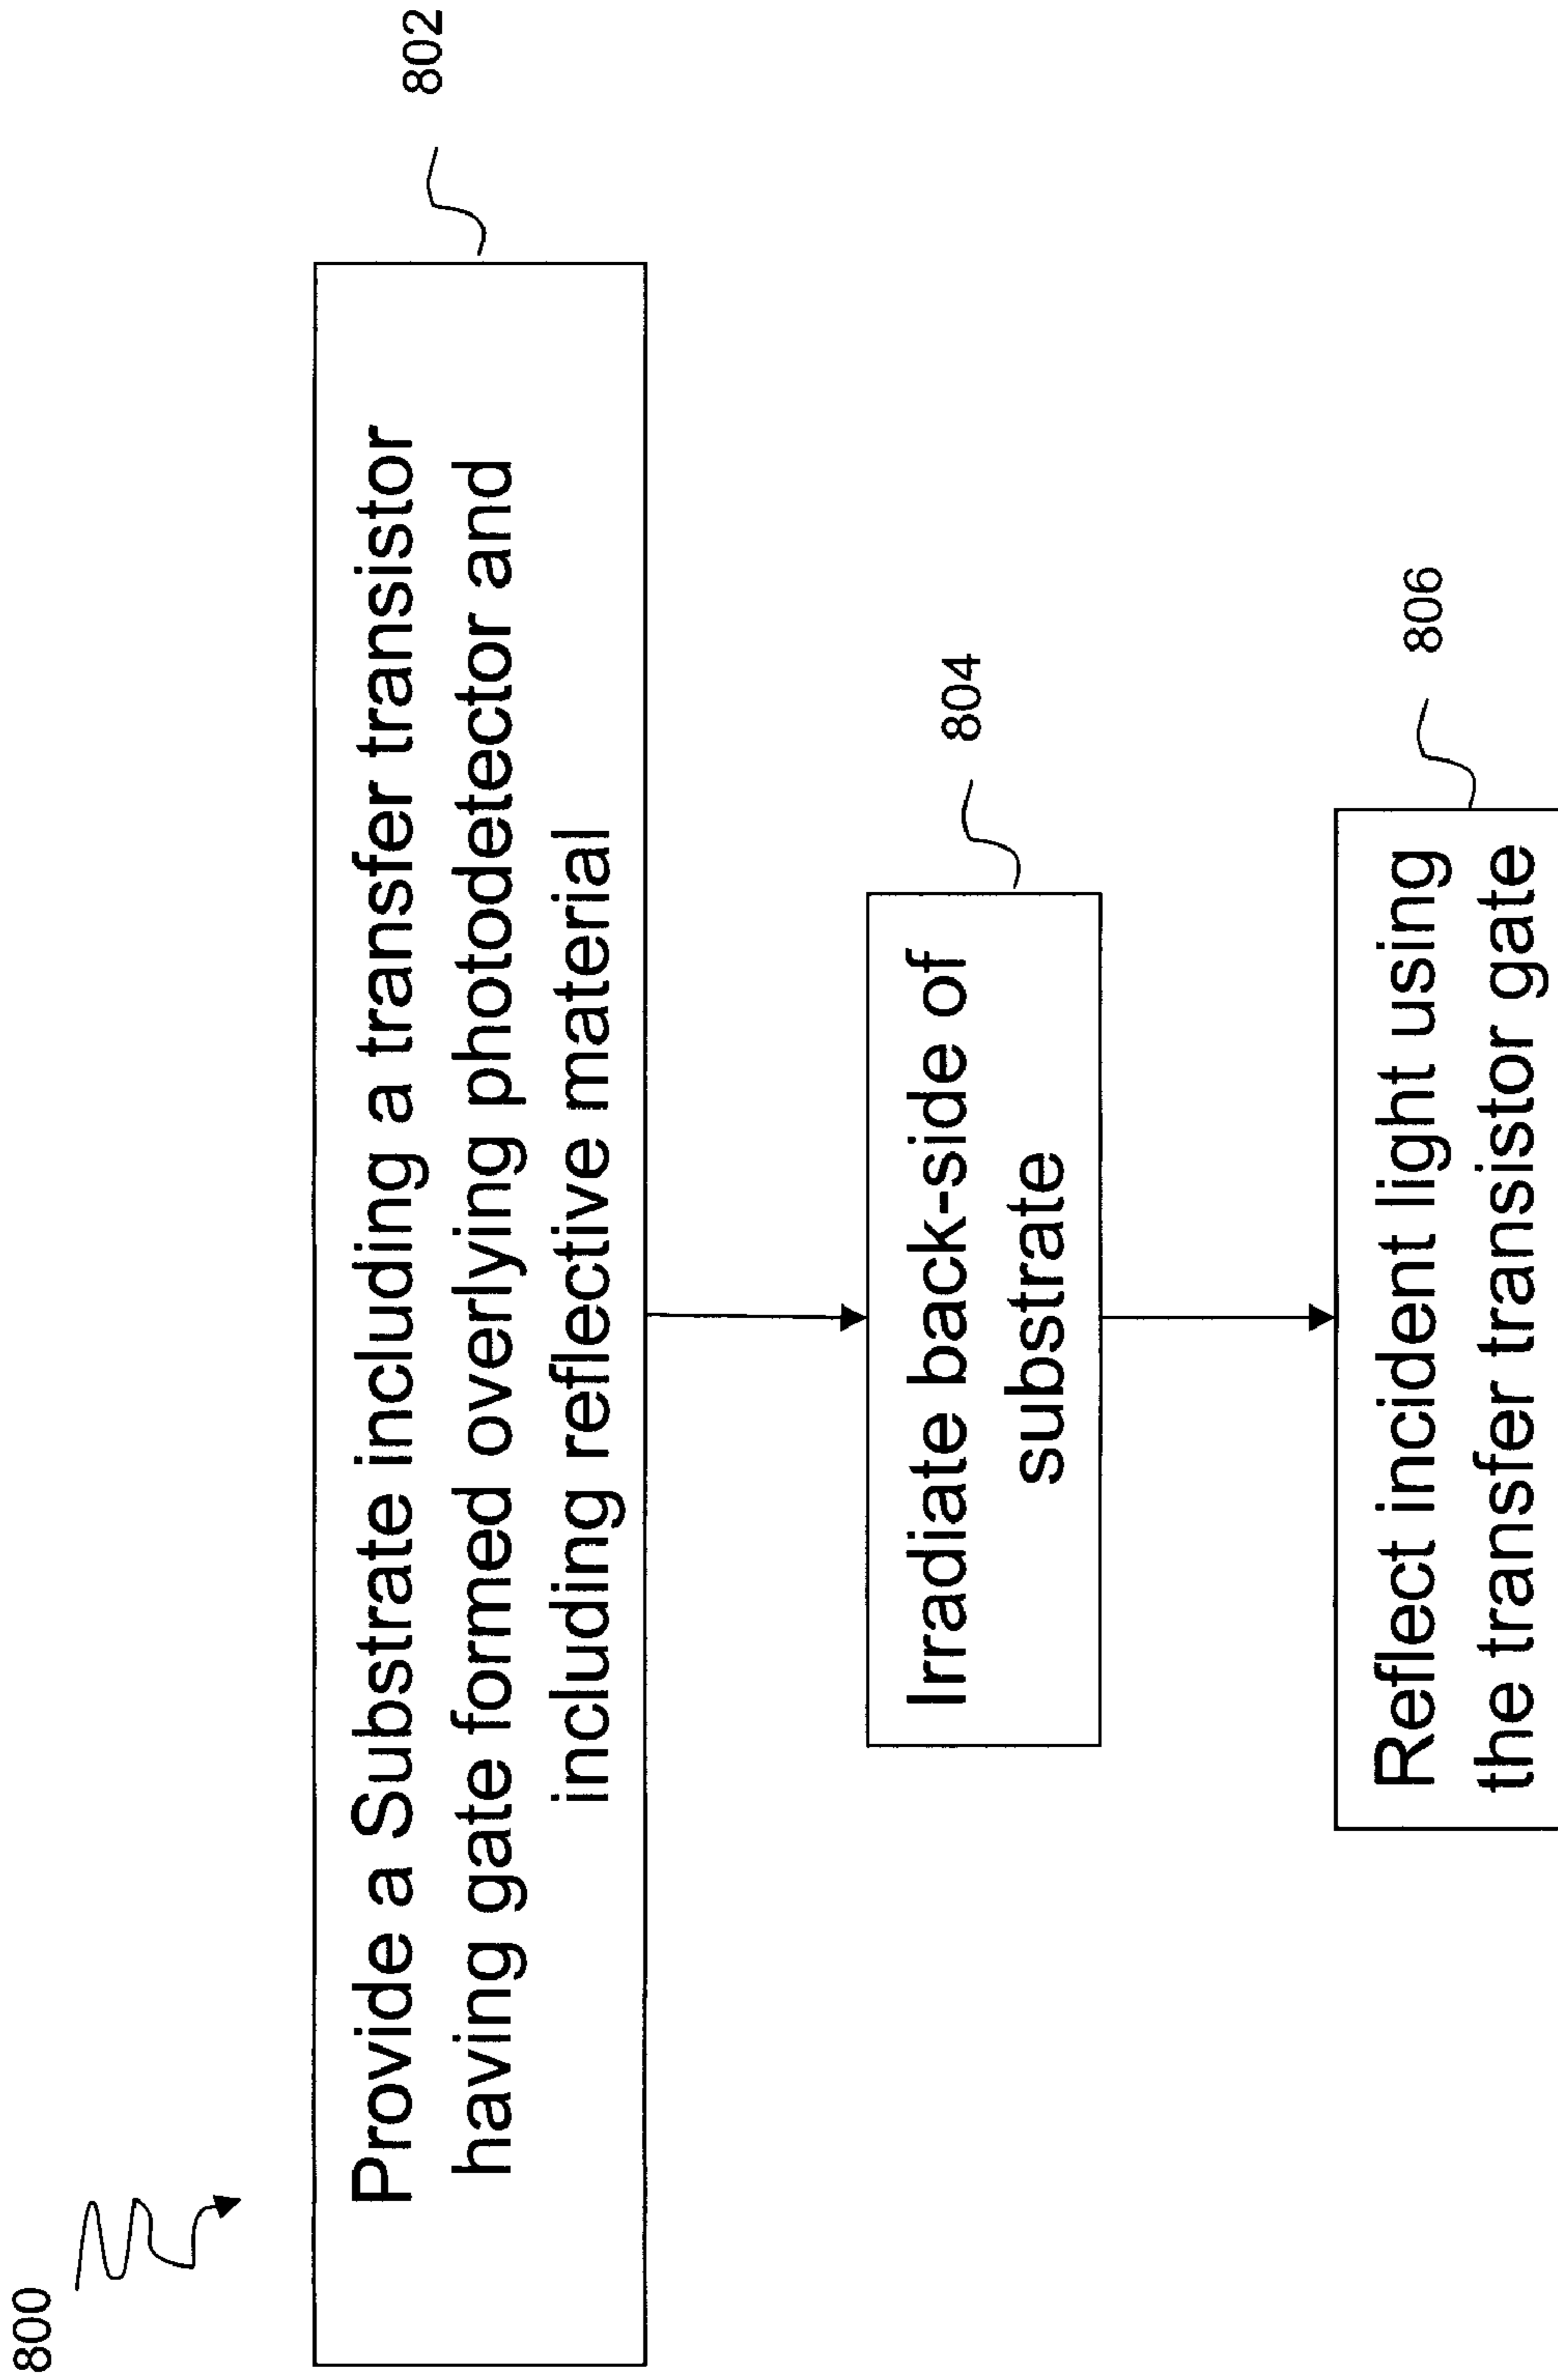 800
Provide a Substrate including a transfer transistor
having gate formed overlying photodetector and
including reflective material
802
Irradiate back-side of
substrate
804
Reflect incident light using
the transfer transistor gate
806